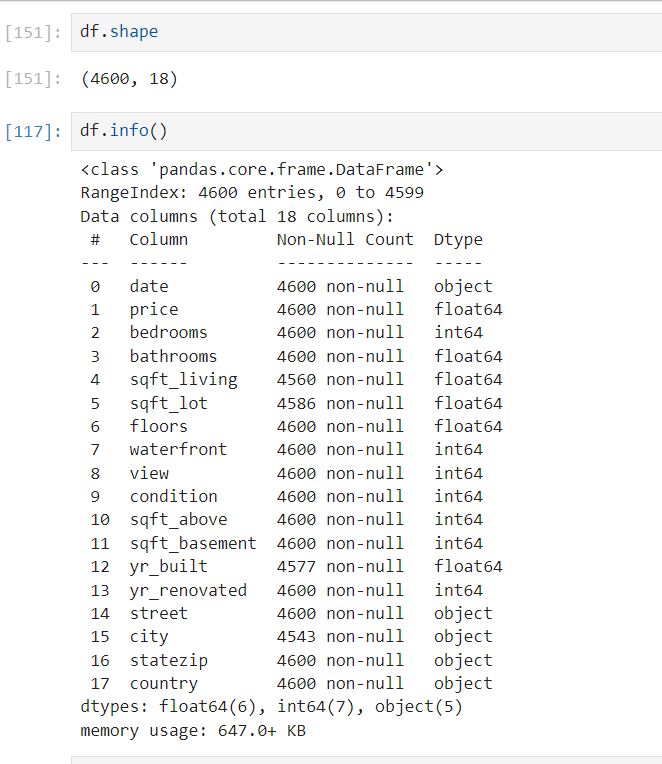 [151]: df.shape
[151]: (4600, 18)
[117]: df.info()
<class 'pandas.core.frame.DataFrame'>
RangeIndex: 4600 entries, 0 to 4599
Data columns (total 18 columns):
 #   Column         Non-Null Count  Dtype
---  ------         --------------  -----
 0   date           4600 non-null   object
 1   price          4600 non-null   float64
 2   bedrooms       4600 non-null   int64
 3   bathrooms      4600 non-null   float64
 4   sqft_living    4560 non-null   float64
 5   sqft_lot       4586 non-null   float64
 6   floors         4600 non-null   float64
 7   waterfront     4600 non-null   int64
 8   view           4600 non-null   int64
 9   condition      4600 non-null   int64
 10  sqft_above     4600 non-null   int64
 11  sqft_basement  4600 non-null   int64
 12  yr_built       4577 non-null   float64
 13  yr_renovated   4600 non-null   int64
 14  street         4600 non-null   object
 15  city           4543 non-null   object
 16  statezip       4600 non-null   object
 17  country        4600 non-null   object
dtypes: float64(6), int64(7), object(5)
memory usage: 647.0+ KB